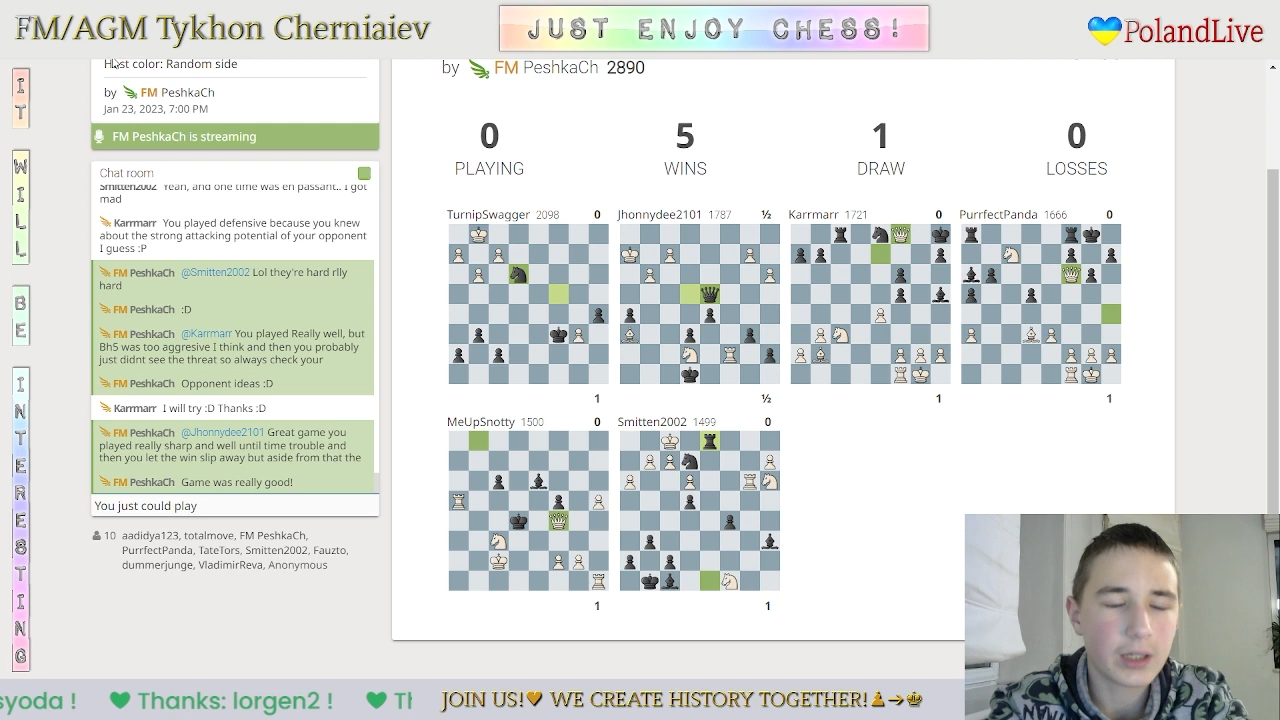 FM/AGM Tykhon Cherniaiev
JUST ENJOY CHESS!
PolandLive
IT
WILL
BE
INTERESTING
Host color: Random side
by FM PeshkaCh
Jan 23, 2023, 7:00 PM
FM PeshkaCh is streaming
Chat room
Smitten2002 Yeah, and one time was en passant.. I got
mad
Karrmarr You played defensive because you knew
about the strong attacking potential of your opponent
I guess :P
FM PeshkaCh @Smitten2002 Lol they're hard rlly
hard
FM PeshkaCh :D
FM PeshkaCh @Karrmarr You played Really well, but
Bh5 was too aggresive I think and then you probably
just didnt see the threat so always check your
FM PeshkaCh Opponent ideas :D
Karrmarr I will try :D Thanks :D
FM PeshkaCh @Jhonnydee2101 Great game you
played really sharp and well until time trouble and
then you let the win slip away but aside from that the
FM PeshkaCh Game was really good!
You just could play
10 aadidya123, totalmove, FM PeshkaCh,
PurrfectPanda, TateTors, Smitten2002, Fauzto,
dummerjunge, VladimirReva, Anonymous
by FM PeshkaCh 2890
0 5 1 0
PLAYING WINS DRAW LOSSES
TurnipSwagger 2098 0
Jhonnydee2101 1787 ½
Karrmarr 1721 0
PurrfectPanda 1666 0
1 ½ 1 1
MeUpSnotty 1500 0
Smitten2002 1499 0
1 1
syoda ! Thanks: lorgen2 ! Tl
JOIN US! WE CREATE HISTORY TOGETHER!